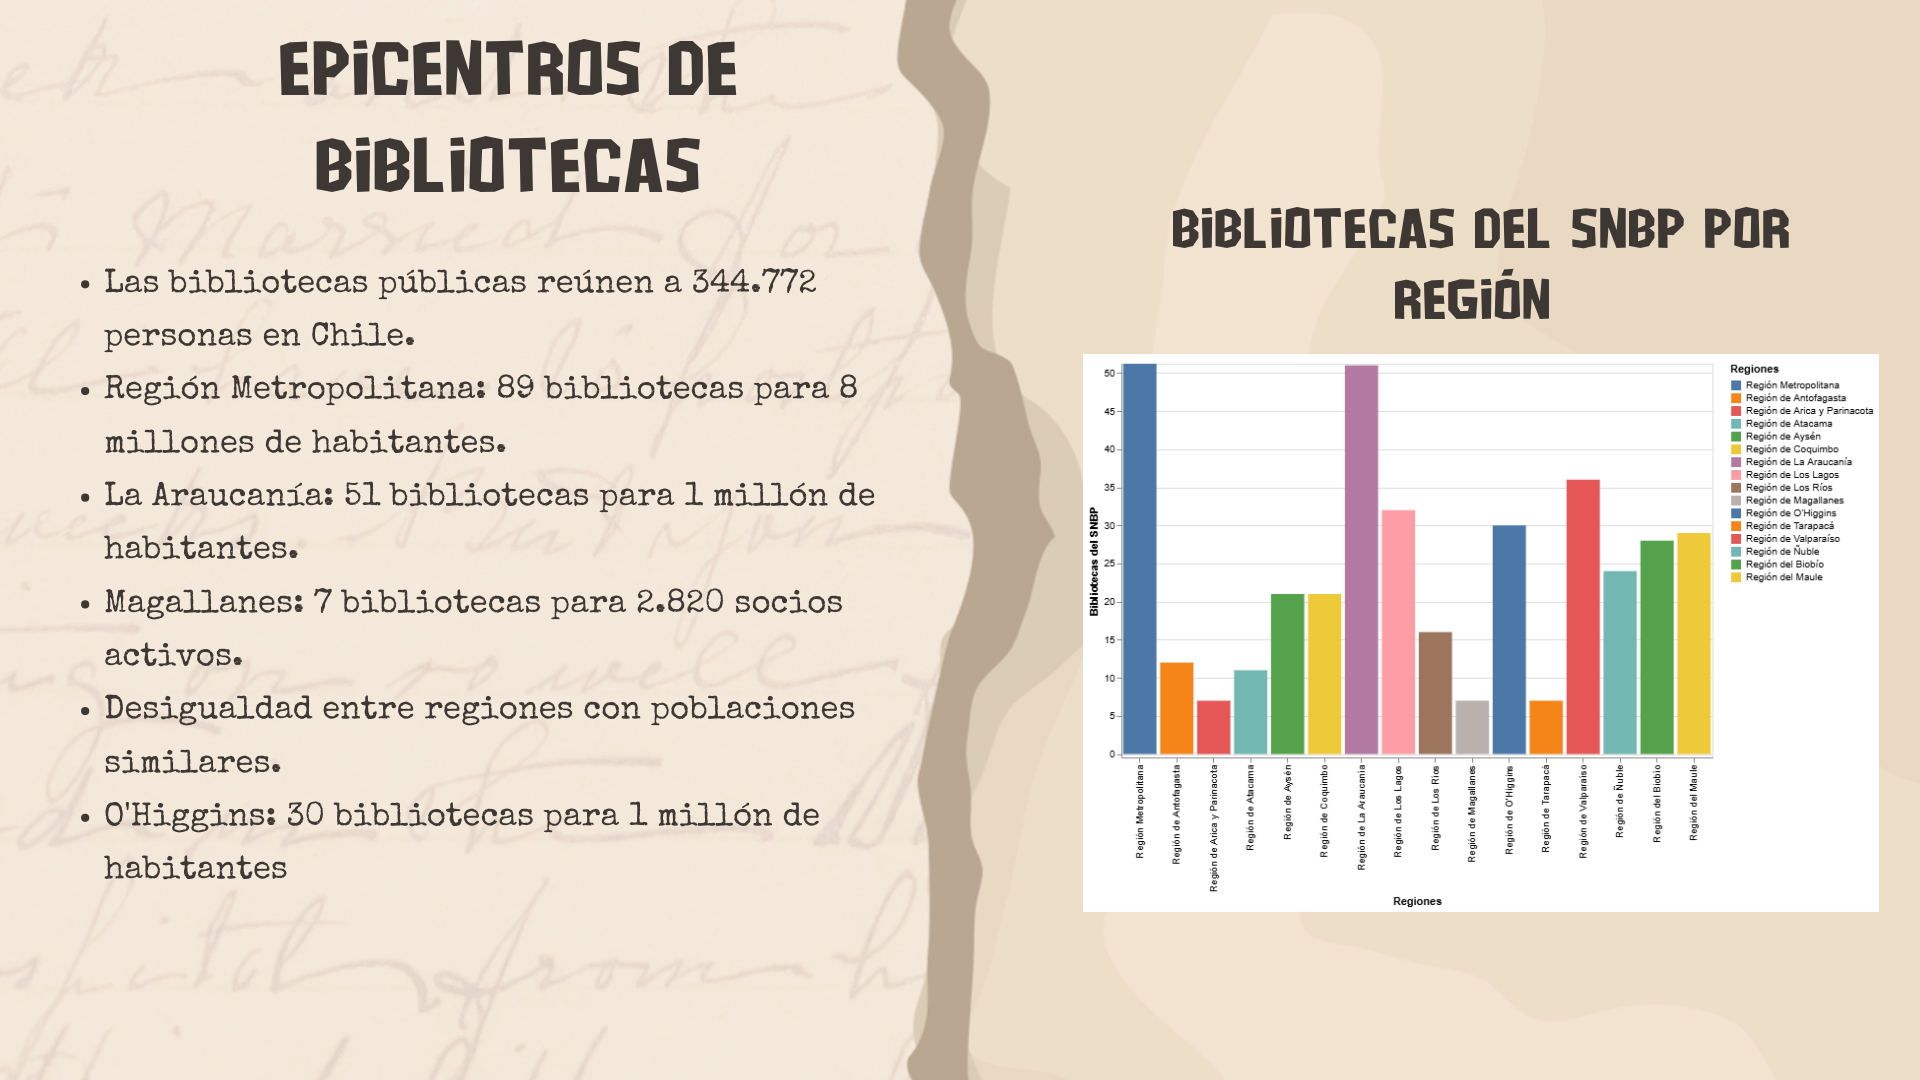 EPICENTROS DE
BIBLIOTECAS
• Las bibliotecas públicas reúnen a 344.772
personas en Chile.
• Región Metropolitana: 89 bibliotecas para 8
millones de habitantes.
• La Araucanía: 51 bibliotecas para 1 millón de
habitantes.
• Magallanes: 7 bibliotecas para 2.820 socios
activos.
• Desigualdad entre regiones con poblaciones
similares.
• O'Higgins: 30 bibliotecas para 1 millón de
habitantes
BIBLIOTECAS DEL SNBP POR
REGIÓN
Bibliotecas del SNBP
50
45
40
35
30
25
20
15
10
5
0
Región Metropolitana
Región de Antofagasta
Región de Arica y Parinacota
Región de Atacama
Región de Aysén
Región de Coquimbo
Región de La Araucanía
Región de Los Lagos
Región de Los Ríos
Región de Magallanes
Región de O'Higgins
Región de Tarapacá
Región de Valparaíso
Región de Ñuble
Región del Biobío
Región del Maule
Regiones
Regiones
Región Metropolitana
Región de Antofagasta
Región de Arica y Parinacota
Región de Atacama
Región de Aysén
Región de Coquimbo
Región de La Araucanía
Región de Los Lagos
Región de Los Ríos
Región de Magallanes
Región de O'Higgins
Región de Tarapacá
Región de Valparaíso
Región de Ñuble
Región del Biobío
Región del Maule